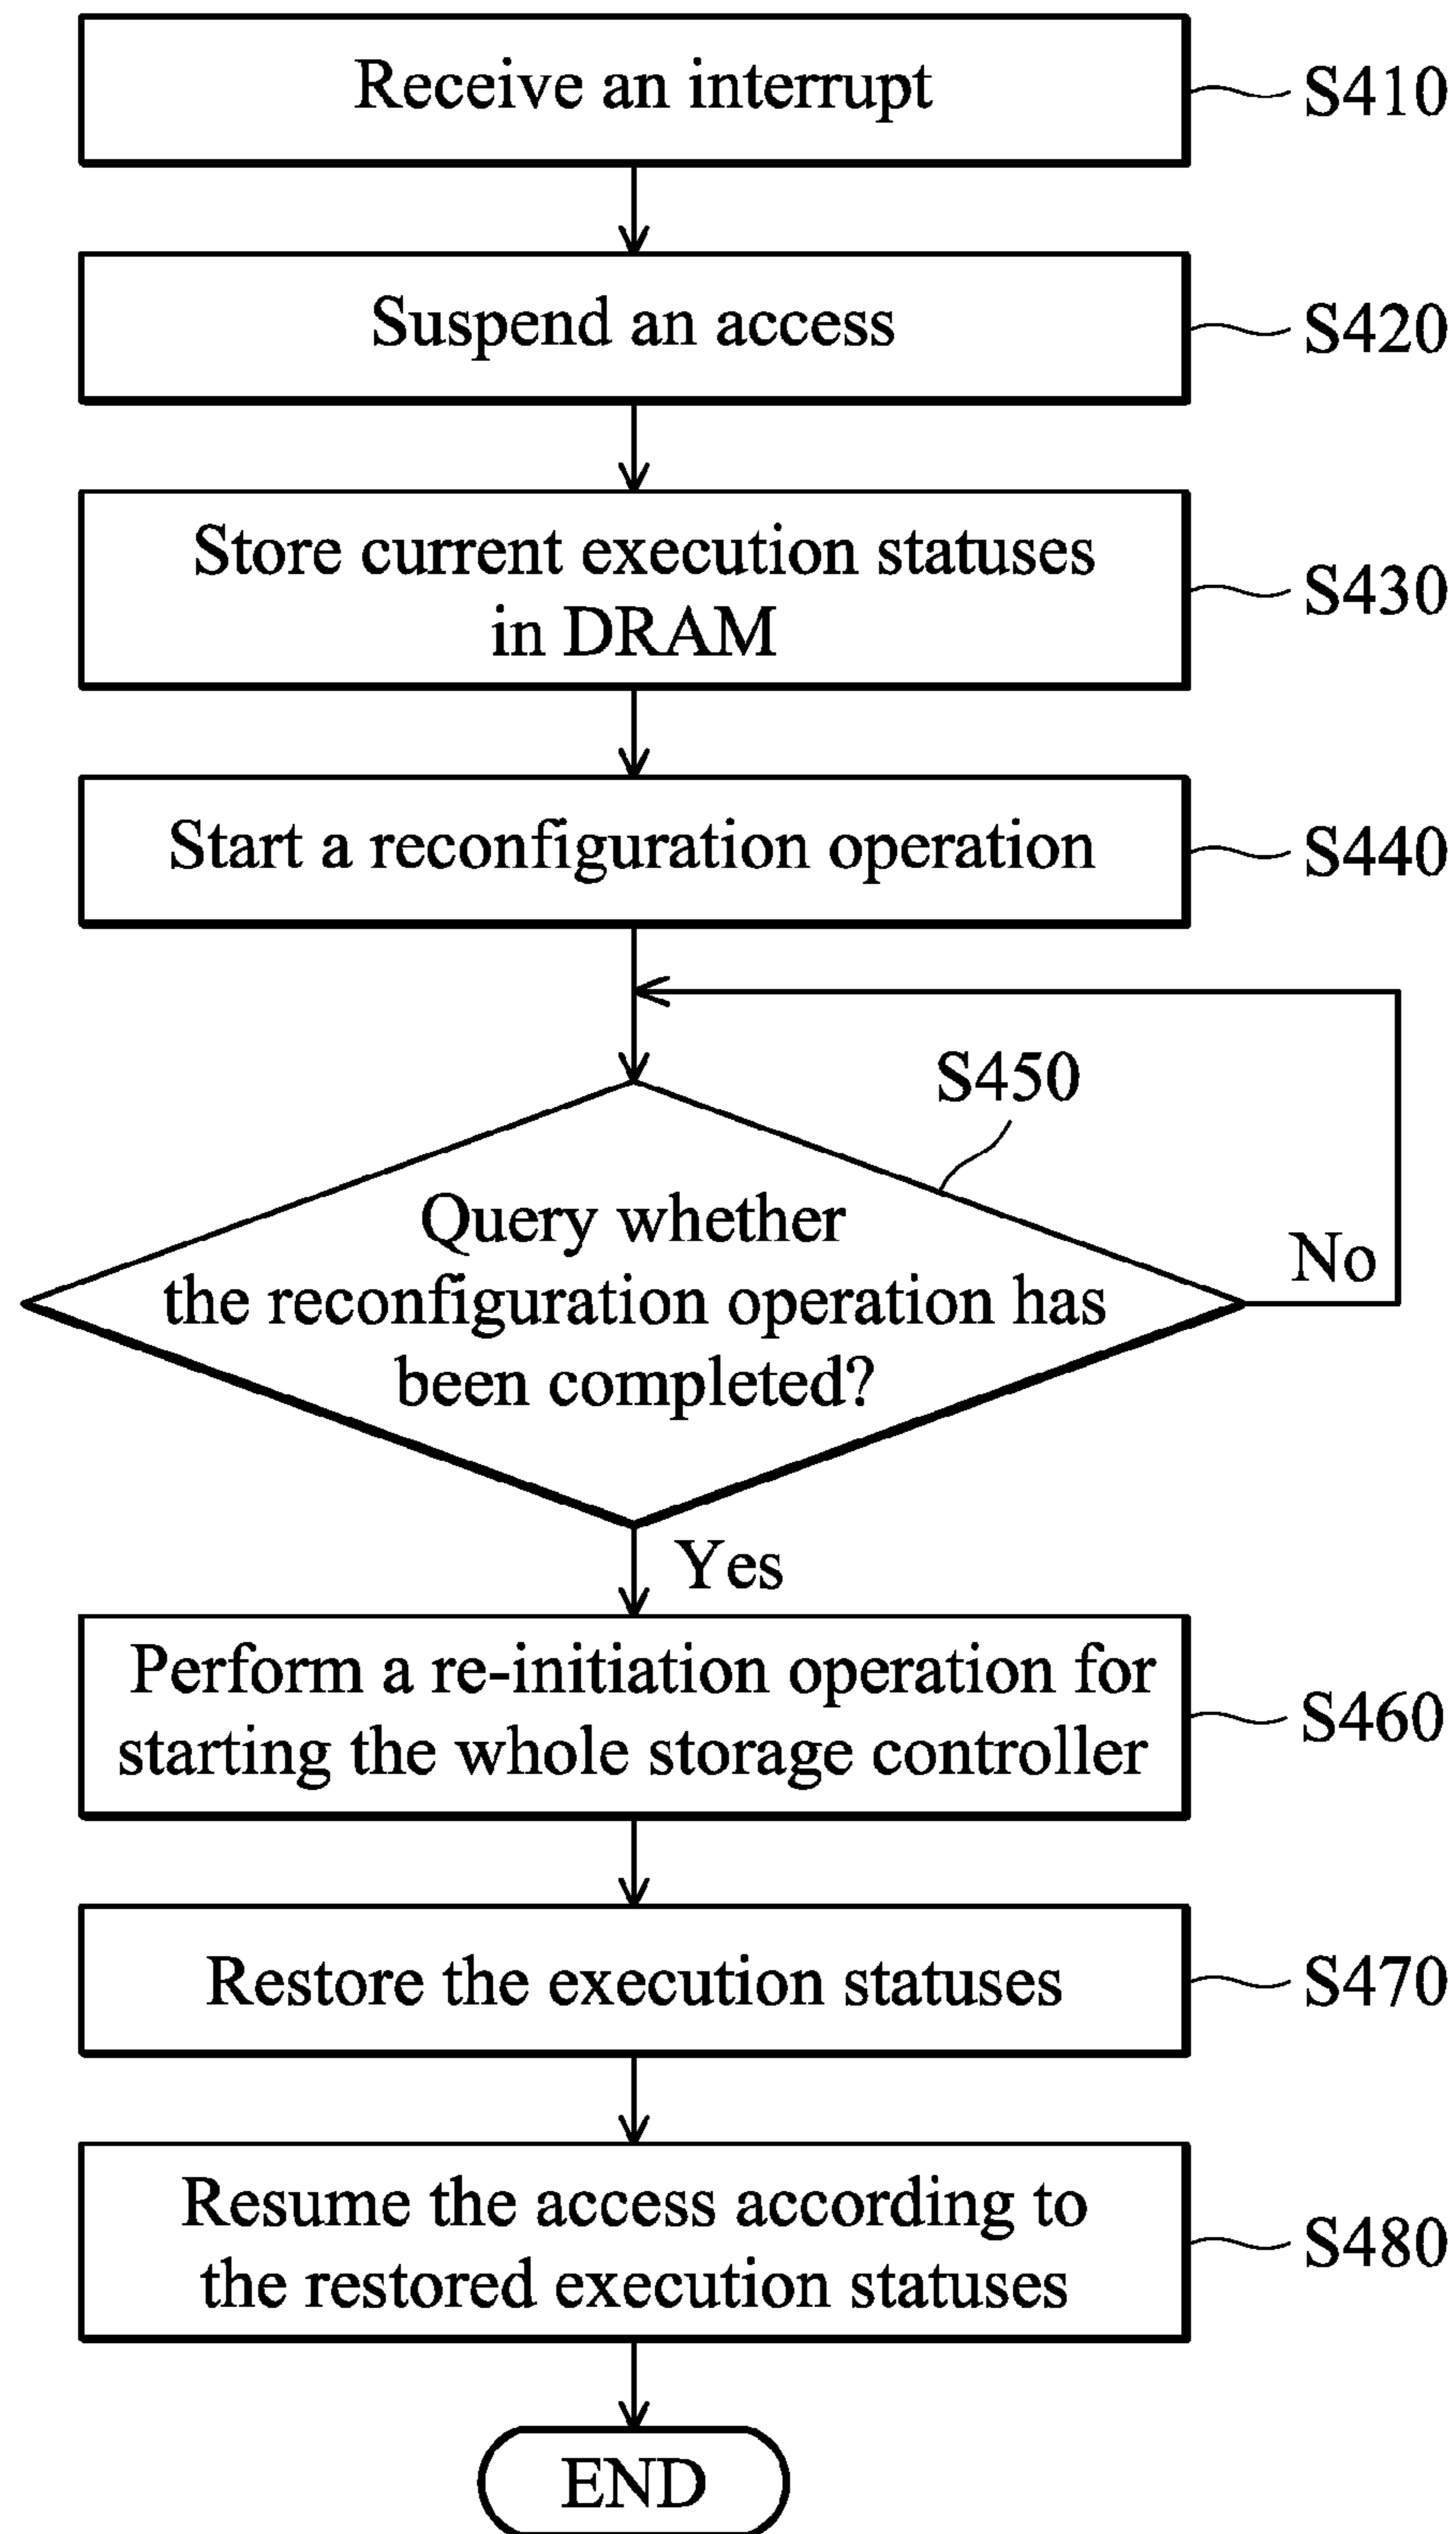 Receive an interrupt
S410
Suspend an access
S420
Store current execution statuses
in DRAM
S430
Start a reconfiguration operation
S440
S450
Query whether
the reconfiguration operation has
been completed?
No
Yes
Perform a re-initiation operation for
starting the whole storage controller
S460
Restore the execution statuses
S470
Resume the access according to
the restored execution statuses
S480
END